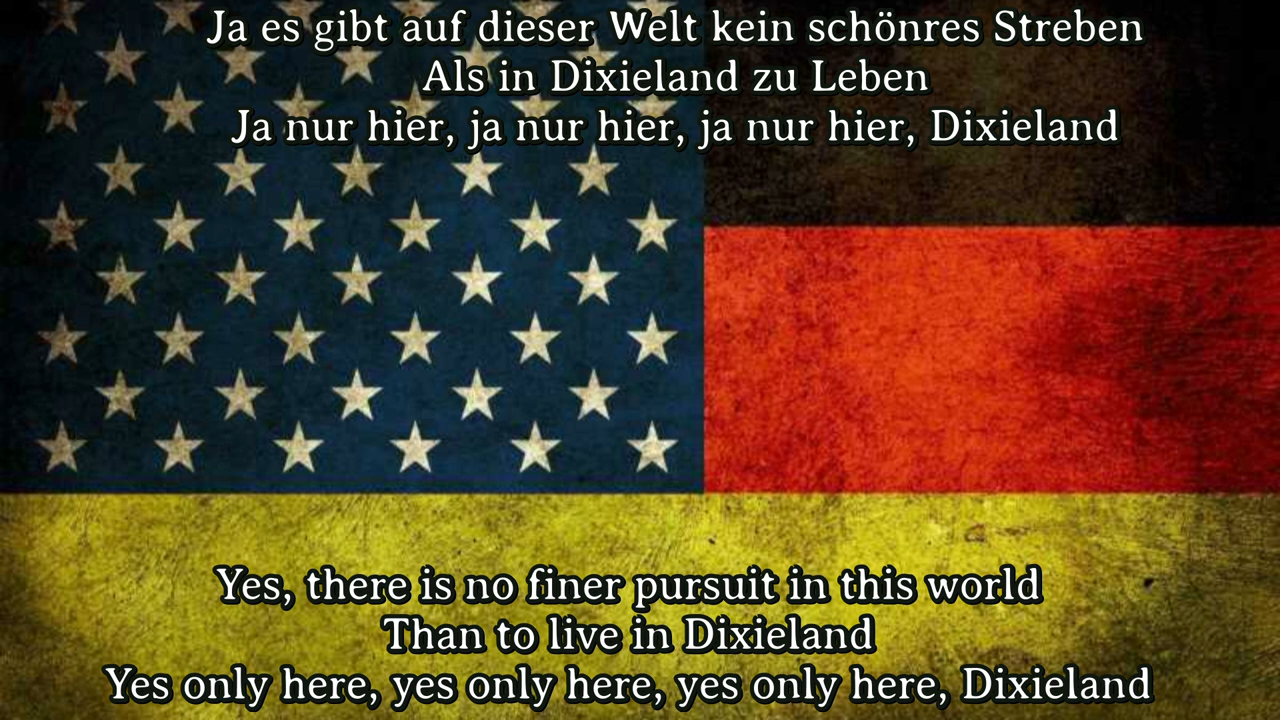 Ja es gibt auf dieser Welt kein schönres Streben
Als in Dixieland zu Leben
Ja nur hier, ja nur hier, ja nur hier, Dixieland
Yes, there is no finer pursuit in this world
Than to live in Dixieland
Yes only here, yes only here, yes only here, Dixieland